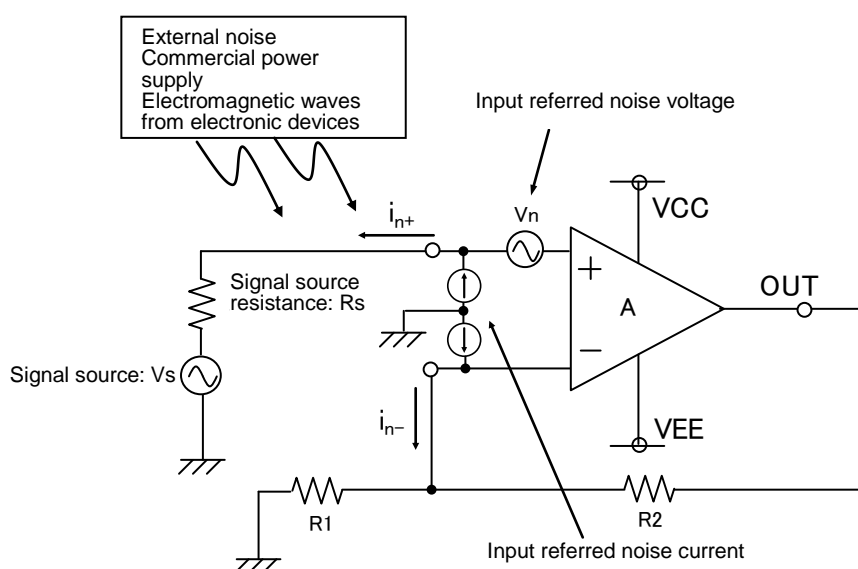 External noise
Commercial power
supply
Electromagnetic waves
from electronic devices
Input referred noise voltage
in+
Vn
VCC
Signal source
resistance: Rs
+
A
OUT
−
Signal source: Vs
in−
VEE
R1
R2
Input referred noise current